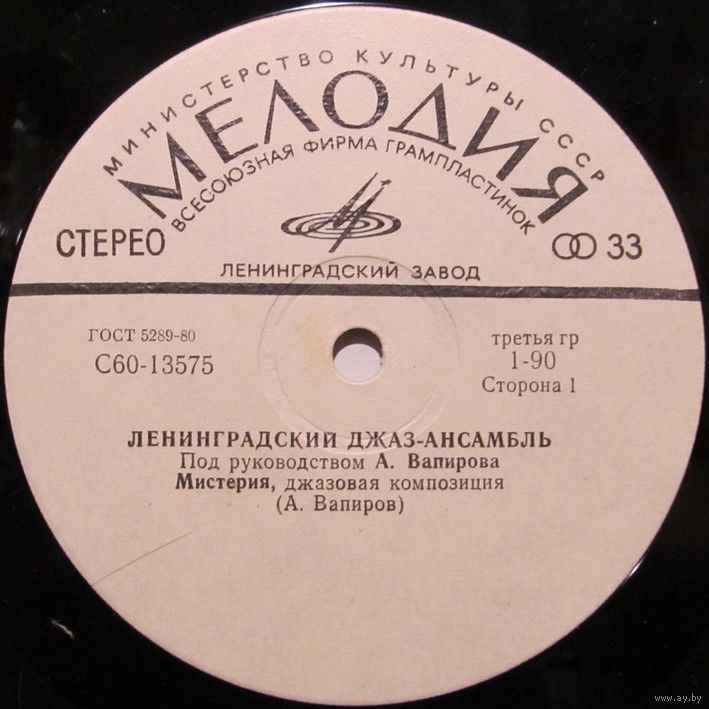 МИНИСТЕРСТВО КУЛЬТУРЫ СССР
МЕЛОДИЯ
ВСЕСОЮЗНАЯ ФИРМА ГРАМПЛАСТИНОК
СТЕРЕО
33
ЛЕНИНГРАДСКИЙ ЗАВОД
ГОСТ 5289-80
С60-13575
третья гр
1-90
Сторона 1
ЛЕНИНГРАДСКИЙ ДЖАЗ-АНСАМБЛЬ
Под руководством А. Вапирова
Мистерия, джазовая композиция
(А. Вапиров)
www.ay.by